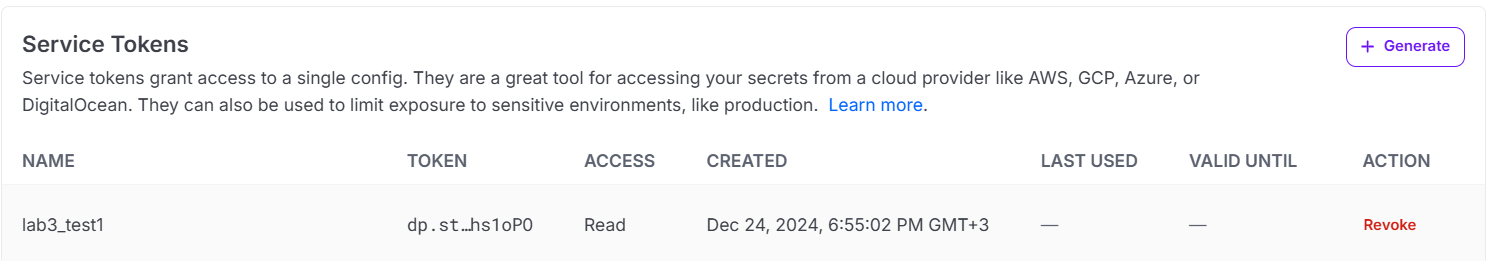 Service Tokens
+ Generate
Service tokens grant access to a single config. They are a great tool for accessing your secrets from a cloud provider like AWS, GCP, Azure, or
DigitalOcean. They can also be used to limit exposure to sensitive environments, like production. Learn more.
NAME TOKEN ACCESS CREATED LAST USED VALID UNTIL ACTION
lab3_test1 dp.st…hs1oPO Read Dec 24, 2024, 6:55:02 PM GMT+3 — — Revoke